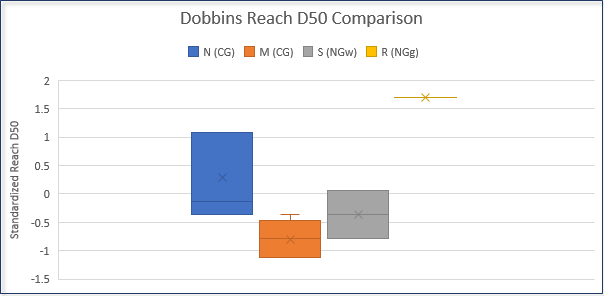 Dobbins Reach D50 Comparison
N (CG) M (CG) S (NGw) R (NGg)
Standardized Reach D50
2
1.5
1
0.5
0
-0.5
-1
-1.5